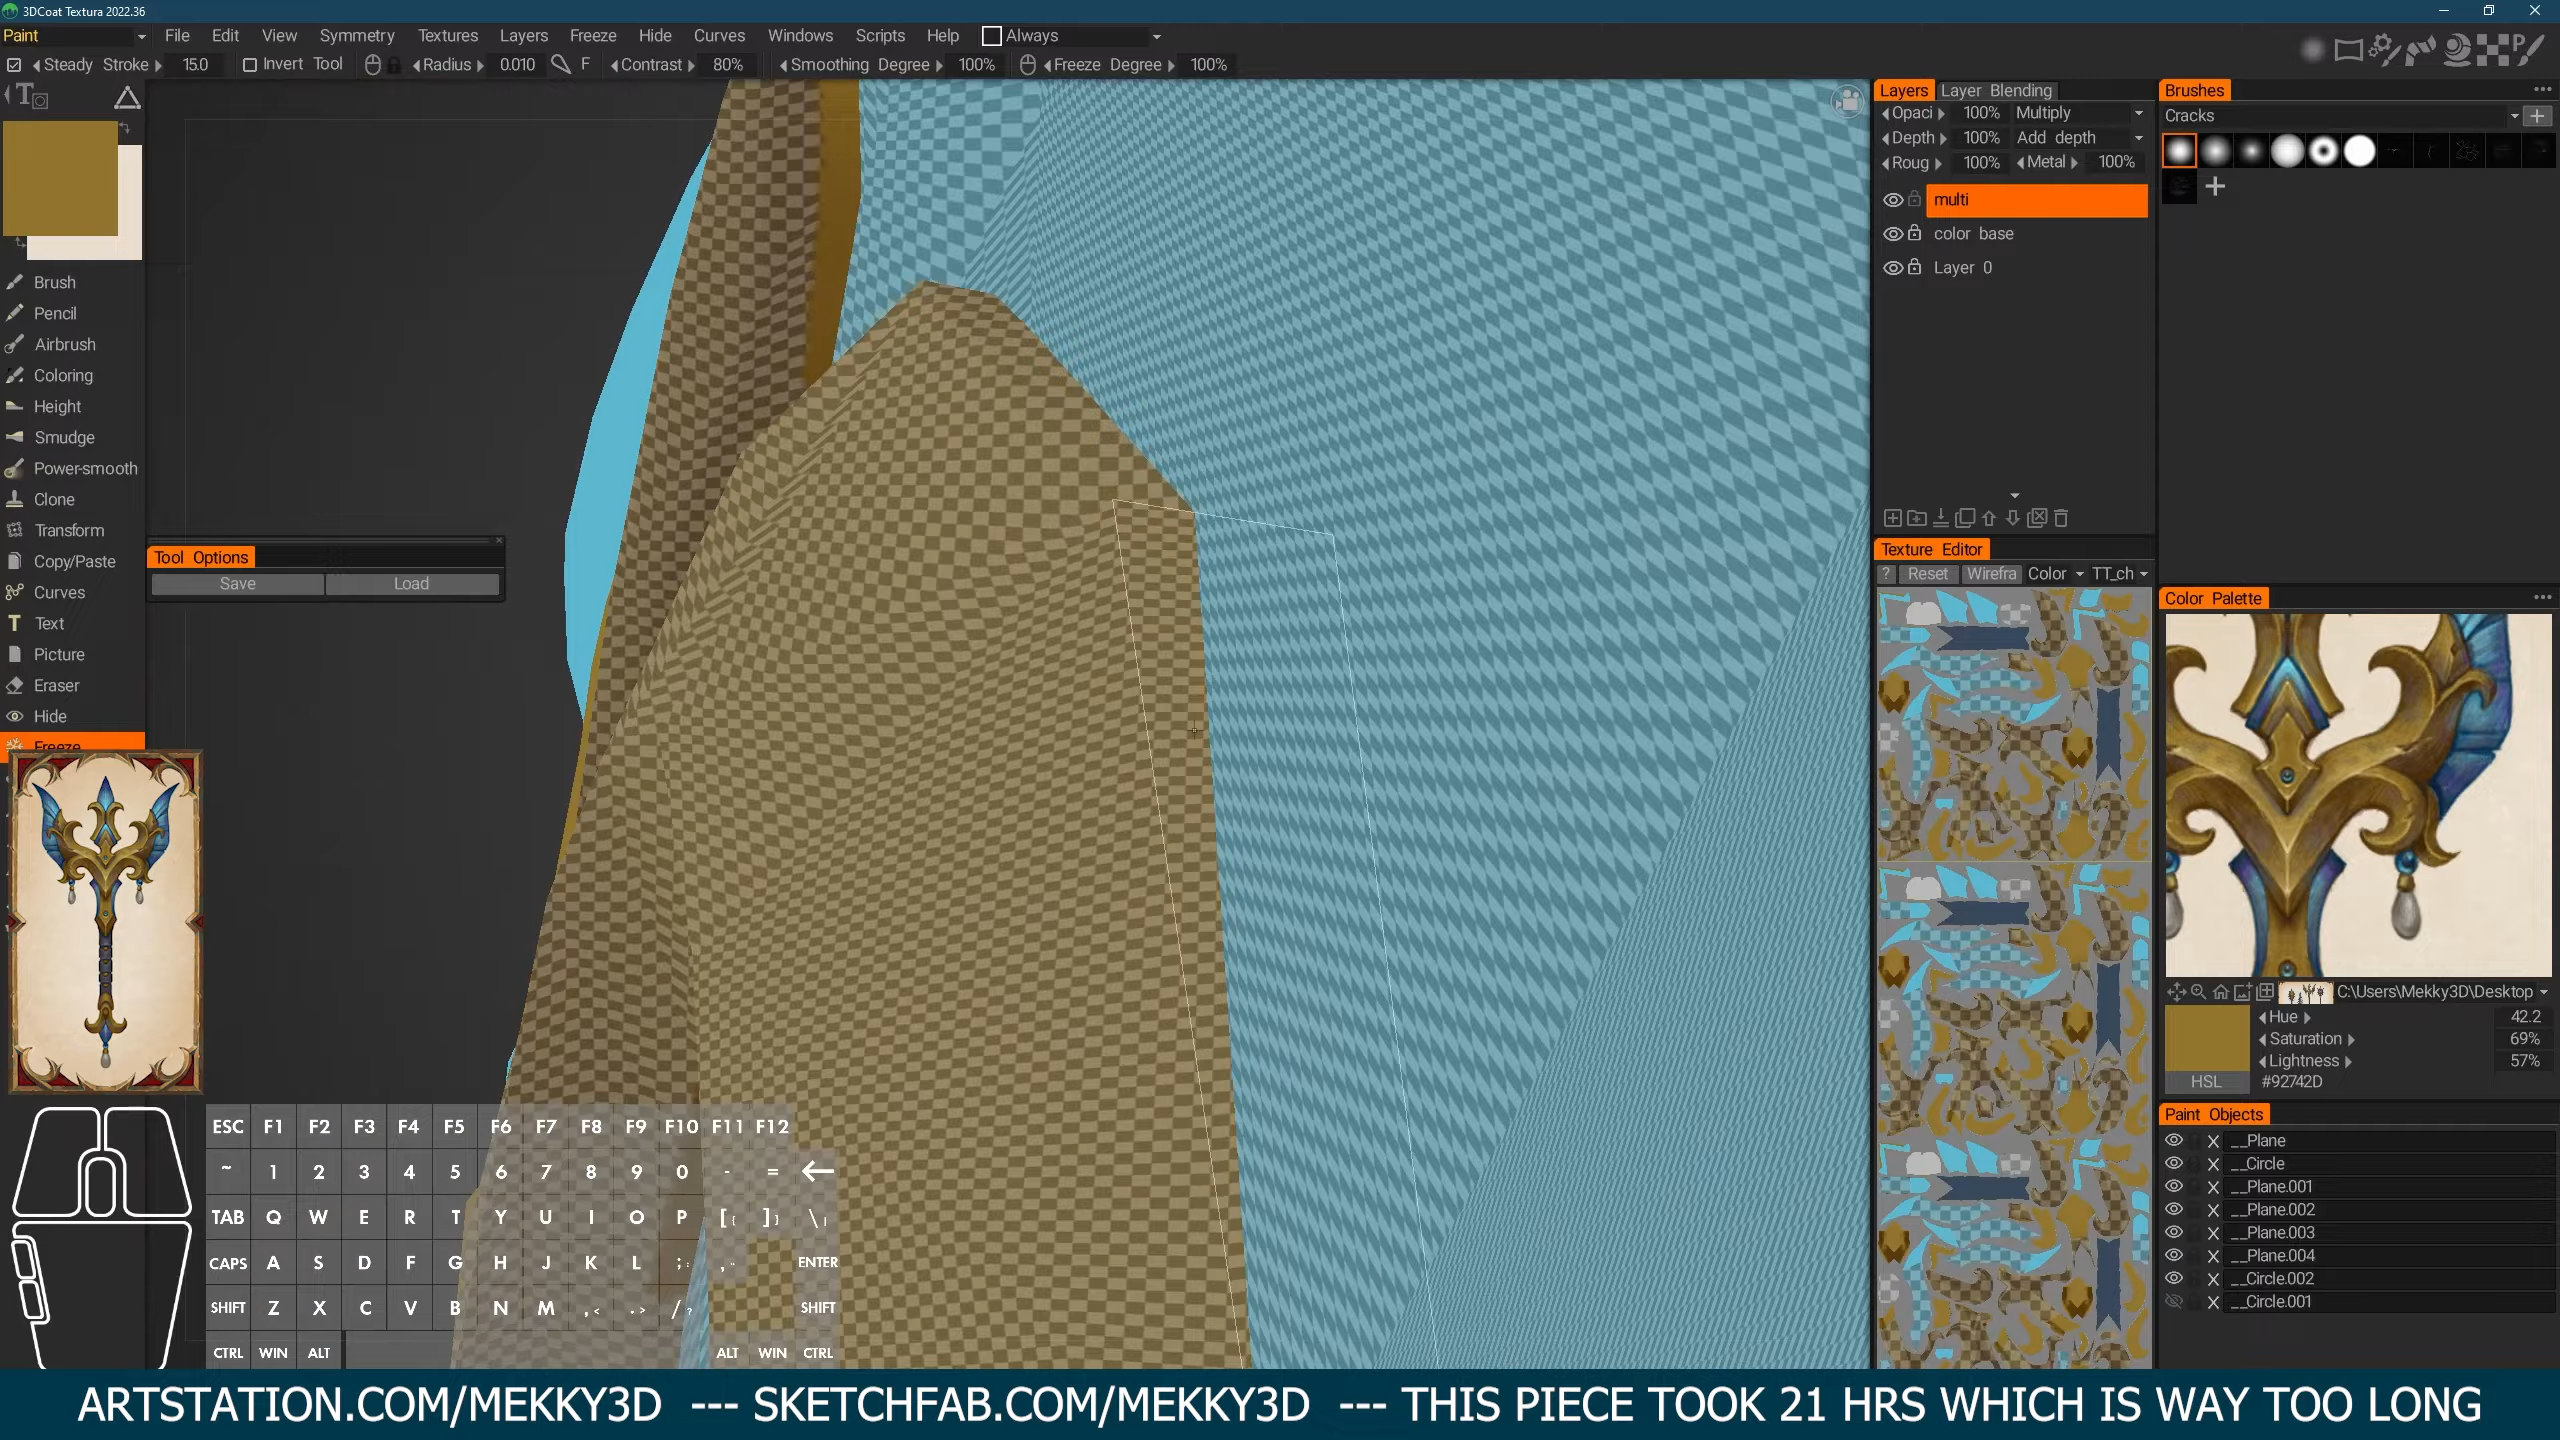 3DCoat Textura 2022.36
Paint File Edit View Symmetry Textures Layers Freeze Hide Curves Windows Scripts Help Always
Steady Stroke 15.0 Invert Tool Radius 0.010 F Contrast 80% Smoothing Degree 100% Freeze Degree 100%
Brush
Pencil
Airbrush
Coloring
Height
Smudge
Power-smooth
Clone
Transform
Copy/Paste
Curves
Text
Picture
Eraser
Hide
Freeze
Tool Options
Save Load
Layers Layer Blending
Opaci 100% Multiply
Depth 100% Add depth
Roug 100% Metal 100%
multi
color base
Layer 0
Texture Editor
? Reset Wirefra Color TT_ch
Brushes
Cracks
Color Palette
C:\Users\Mekky3D\Desktop
Hue 42.2
Saturation 69%
Lightness 57%
HSL #92742D
Paint Objects
X __Plane
X __Circle
X __Plane.001
X __Plane.002
X __Plane.003
X __Plane.004
X __Circle.002
X __Circle.001
ESC F1 F2 F3 F4 F5 F6 F7 F8 F9 F10 F11 F12
~ 1 2 3 4 5 6 7 8 9 0 - =
TAB Q W E R T Y U I O P [{ ]} \|
CAPS A S D F G H J K L ;: ," ENTER
SHIFT Z X C V B N M ,< .> /? SHIFT
CTRL WIN ALT ALT WIN CTRL
ARTSTATION.COM/MEKKY3D --- SKETCHFAB.COM/MEKKY3D --- THIS PIECE TOOK 21 HRS WHICH IS WAY TOO LONG